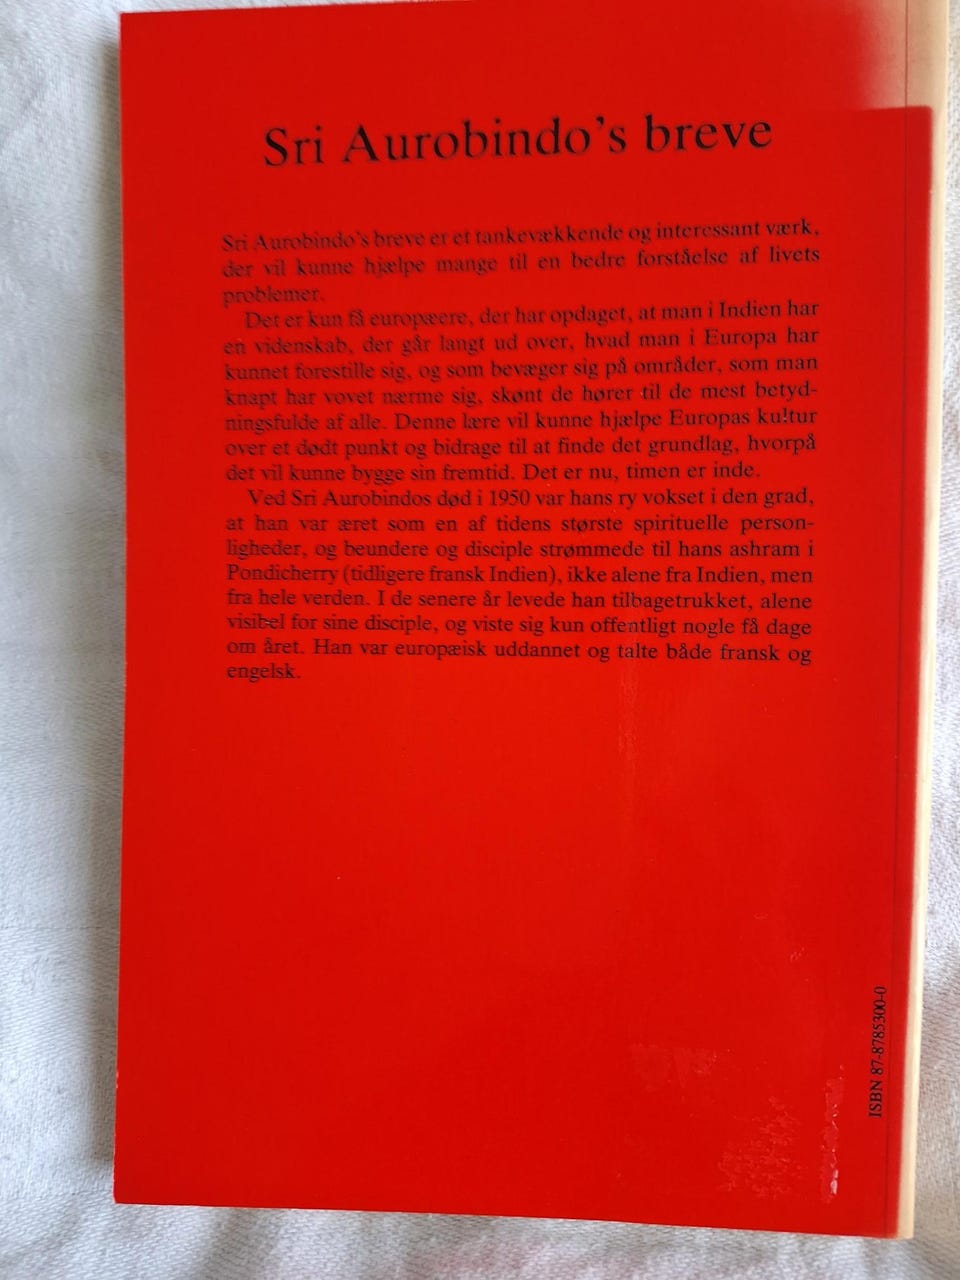 Sri Aurobindo's breve
Sri Aurobindo's breve er et tankevækkende og interessant værk,
der vil kunne hjælpe mange til en bedre forståelse af livets
problemer.
Det er kun få europæere, der har opdaget, at man i Indien har
en videnskab, der går langt ud over, hvad man i Europa har
kunnet forestille sig, og som bevæger sig på områder, som man
knapt har vovet nærme sig, skønt de hører til de mest betyd-
ningsfulde af alle. Denne lære vil kunne hjælpe Europas kultur
over et dødt punkt og bidrage til at finde det grundlag, hvorpå
det vil kunne bygge sin fremtid. Det er nu, timen er inde.
Ved Sri Aurobindos død i 1950 var hans ry vokset i den grad,
at han var æret som en af tidens største spirituelle person-
ligheder, og beundere og disciple strømmede til hans ashram i
Pondicherry (tidligere fransk Indien), ikke alene fra Indien, men
fra hele verden. I de senere år levede han tilbagetrukket, alene
visibel for sine disciple, og viste sig kun offentligt nogle få dage
om året. Han var europæisk uddannet og talte både fransk og
engelsk.
ISBN 87-8785300-0